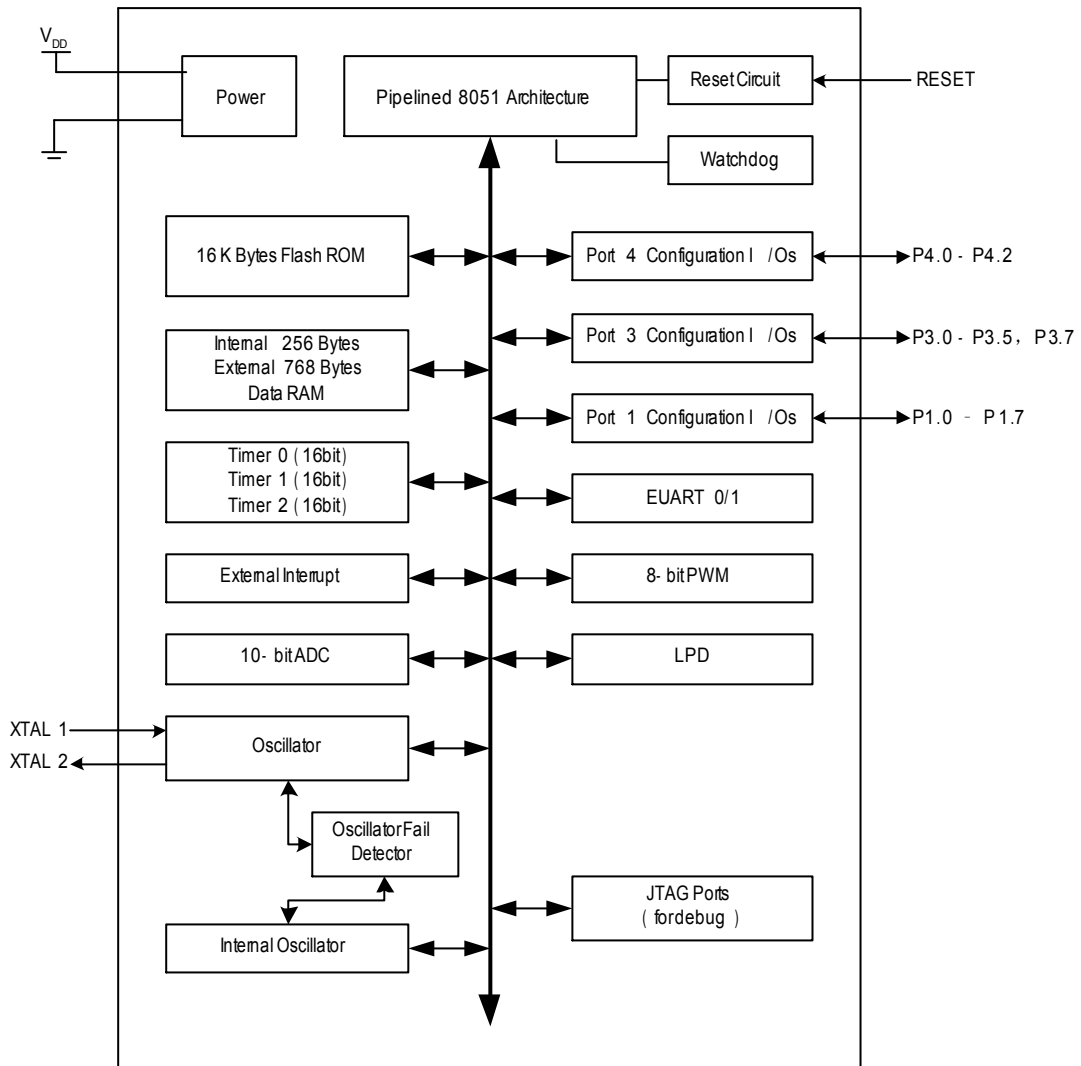 VDD
Power
Pipelined 8051 Architecture
Reset Circuit
RESET
Watchdog
16 K Bytes Flash ROM
Port 4 Configuration I /Os
P4.0 - P4.2
Internal 256 Bytes
External 768 Bytes
Data RAM
Port 3 Configuration I /Os
P3.0 - P3.5, P3.7
Port 1 Configuration I /Os
P1.0 - P1.7
Timer 0 ( 16bit)
Timer 1 ( 16bit)
Timer 2 ( 16bit)
EUART 0/1
External Interrupt
8- bit PWM
10- bit ADC
LPD
XTAL 1
XTAL 2
Oscillator
Oscillator Fail
Detector
JTAG Ports
( for debug )
Internal Oscillator